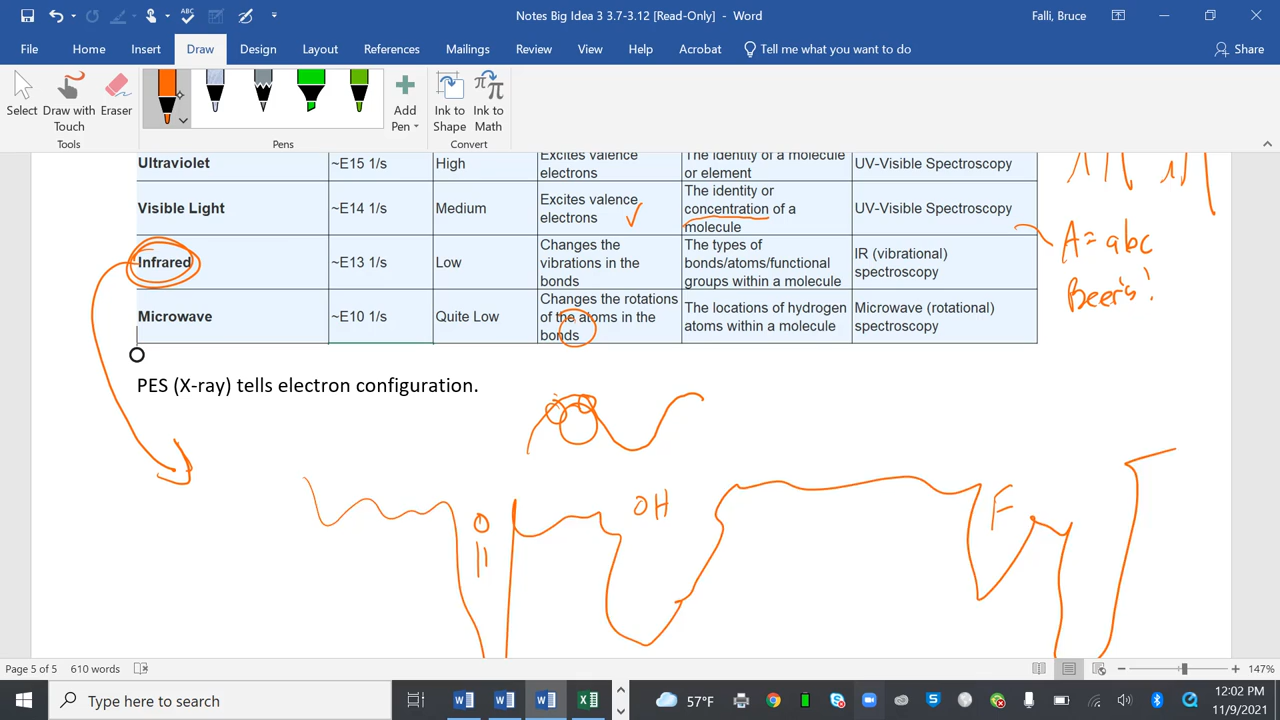 Notes Big Idea 3 3.7-3.12 [Read-Only] - Word
Falli, Bruce
File Home Insert Draw Design Layout References Mailings Review View Help Acrobat Tell me what you want to do Share
Select
Draw with Touch
Eraser
Add Pen
Ink to Shape
Ink to Math
Tools
Pens
Convert
Ultraviolet
~E15 1/s
High
Excites valence
electrons
The identity of a molecule
or element
UV-Visible Spectroscopy
Visible Light
~E14 1/s
Medium
Excites valence
electrons
The identity or
concentration of a
molecule
UV-Visible Spectroscopy
Infrared
~E13 1/s
Low
Changes the
vibrations in the
bonds
The types of
bonds/atoms/functional
groups within a molecule
IR (vibrational)
spectroscopy
Microwave
~E10 1/s
Quite Low
Changes the rotations
of the atoms in the
bonds
The locations of hydrogen
atoms within a molecule
Microwave (rotational)
spectroscopy
A = abc
Beer's!
PES (X-ray) tells electron configuration.
O
OH
F
Page 5 of 5 610 words
147%
Type here to search
57°F
12:02 PM
11/9/2021